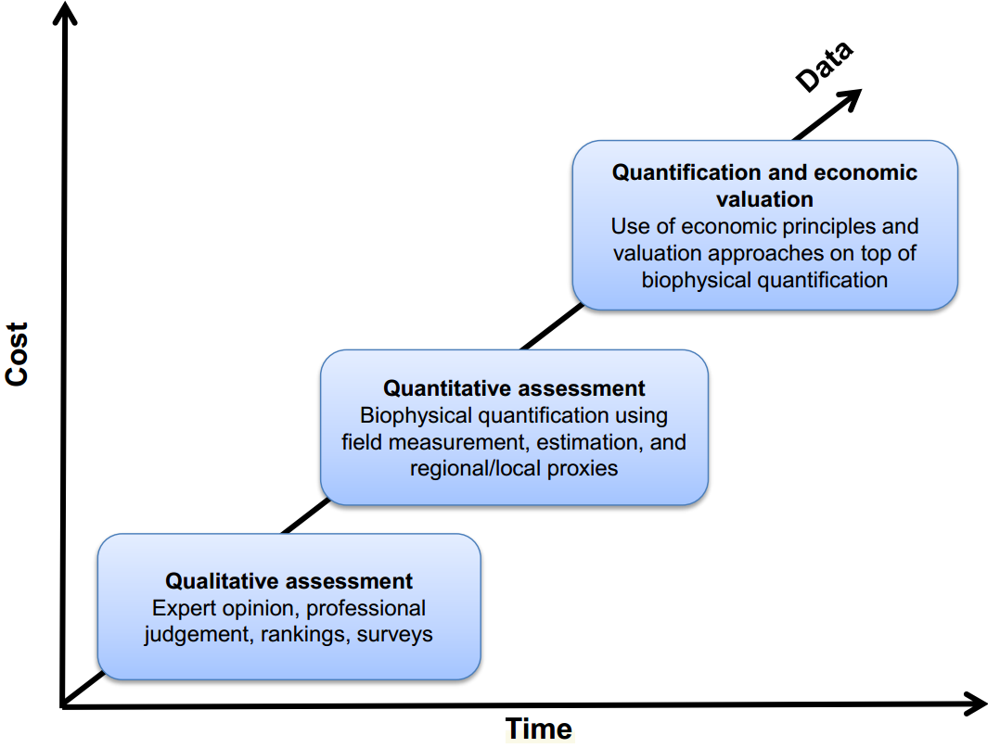 Data
Quantification and economic
valuation
Use of economic principles and
valuation approaches on top of
biophysical quantification
Cost
Quantitative assessment
Biophysical quantification using
field measurement, estimation, and
regional/local proxies
Qualitative assessment
Expert opinion, professional
judgement, rankings, surveys
Time